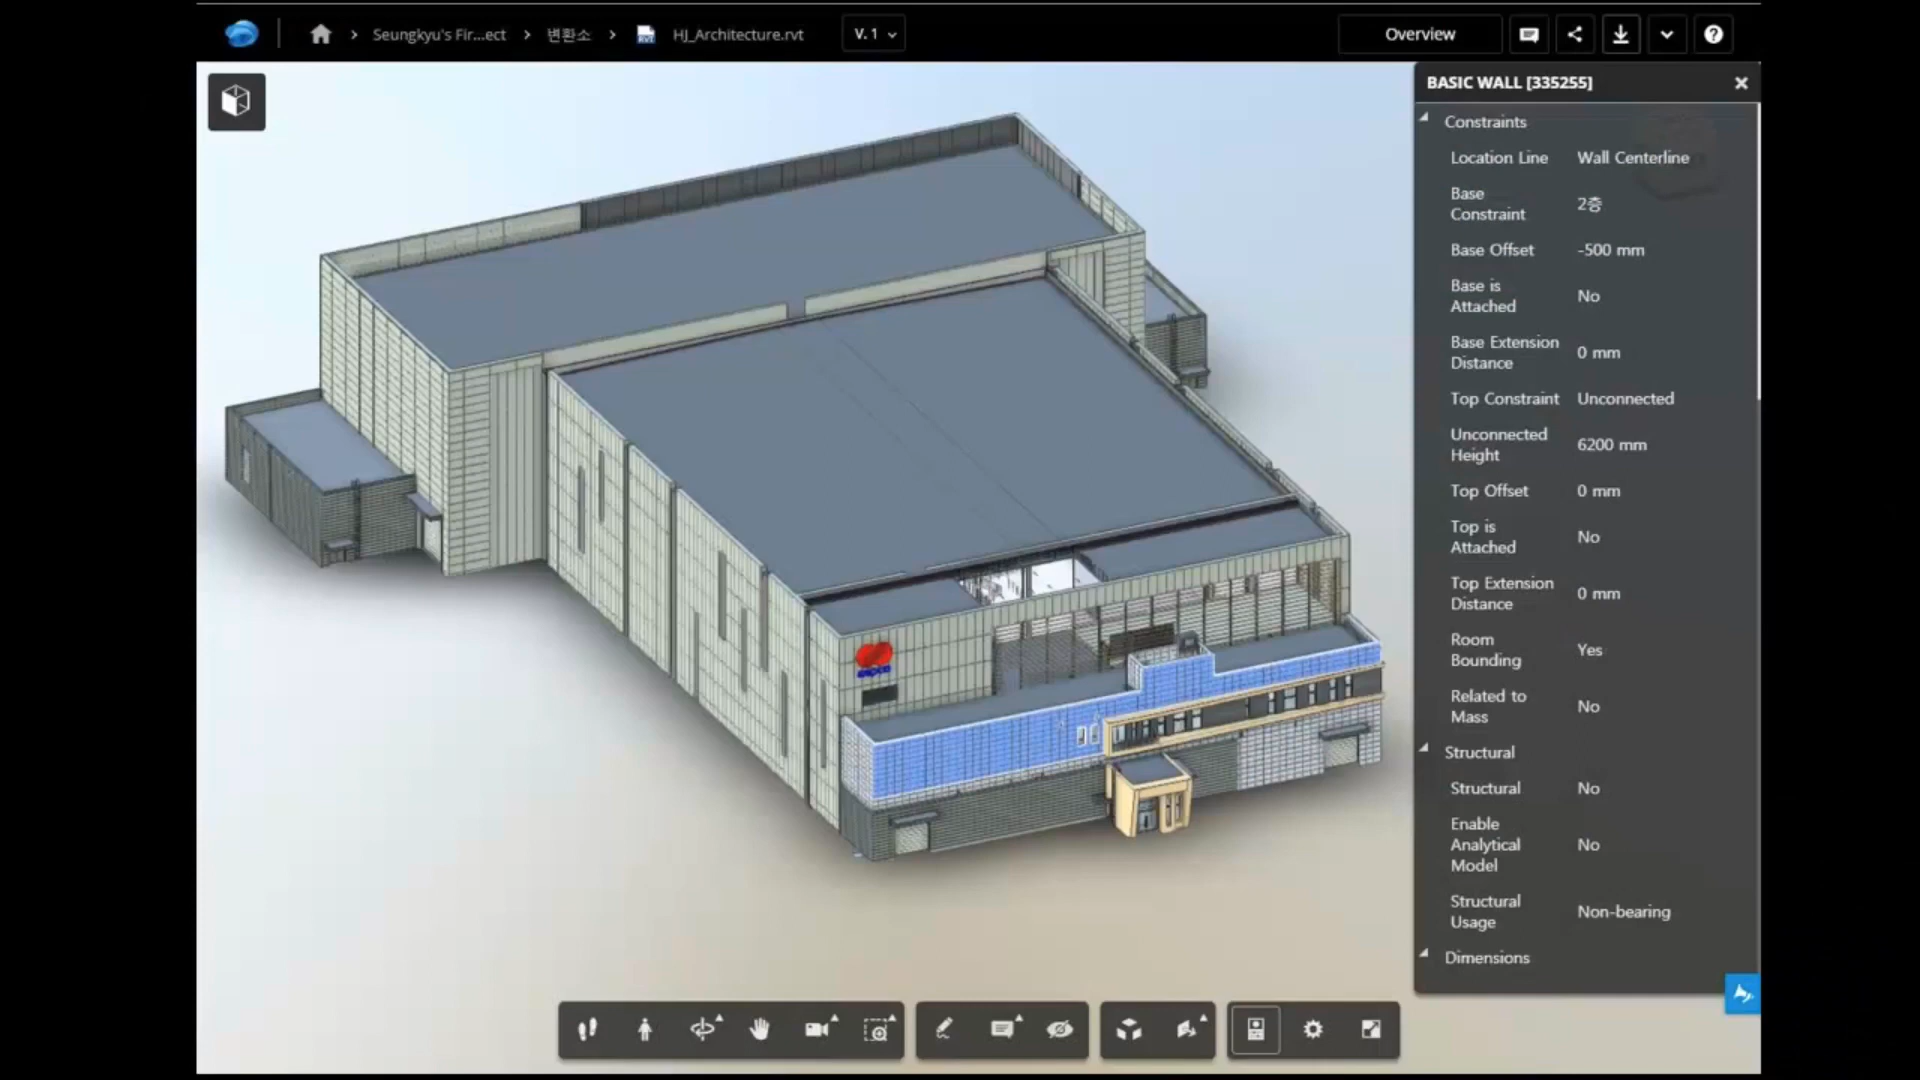 Seungkyu's Fir...ect
변환소
HJ_Architecture.rvt
V. 1
Overview
BASIC WALL [335255]
Constraints
Location Line Wall Centerline
Base Constraint 2층
Base Offset -500 mm
Base is Attached No
Base Extension Distance 0 mm
Top Constraint Unconnected
Unconnected Height 6200 mm
Top Offset 0 mm
Top is Attached No
Top Extension Distance 0 mm
Room Bounding Yes
Related to Mass No
Structural
Structural No
Enable Analytical Model No
Structural Usage Non-bearing
Dimensions